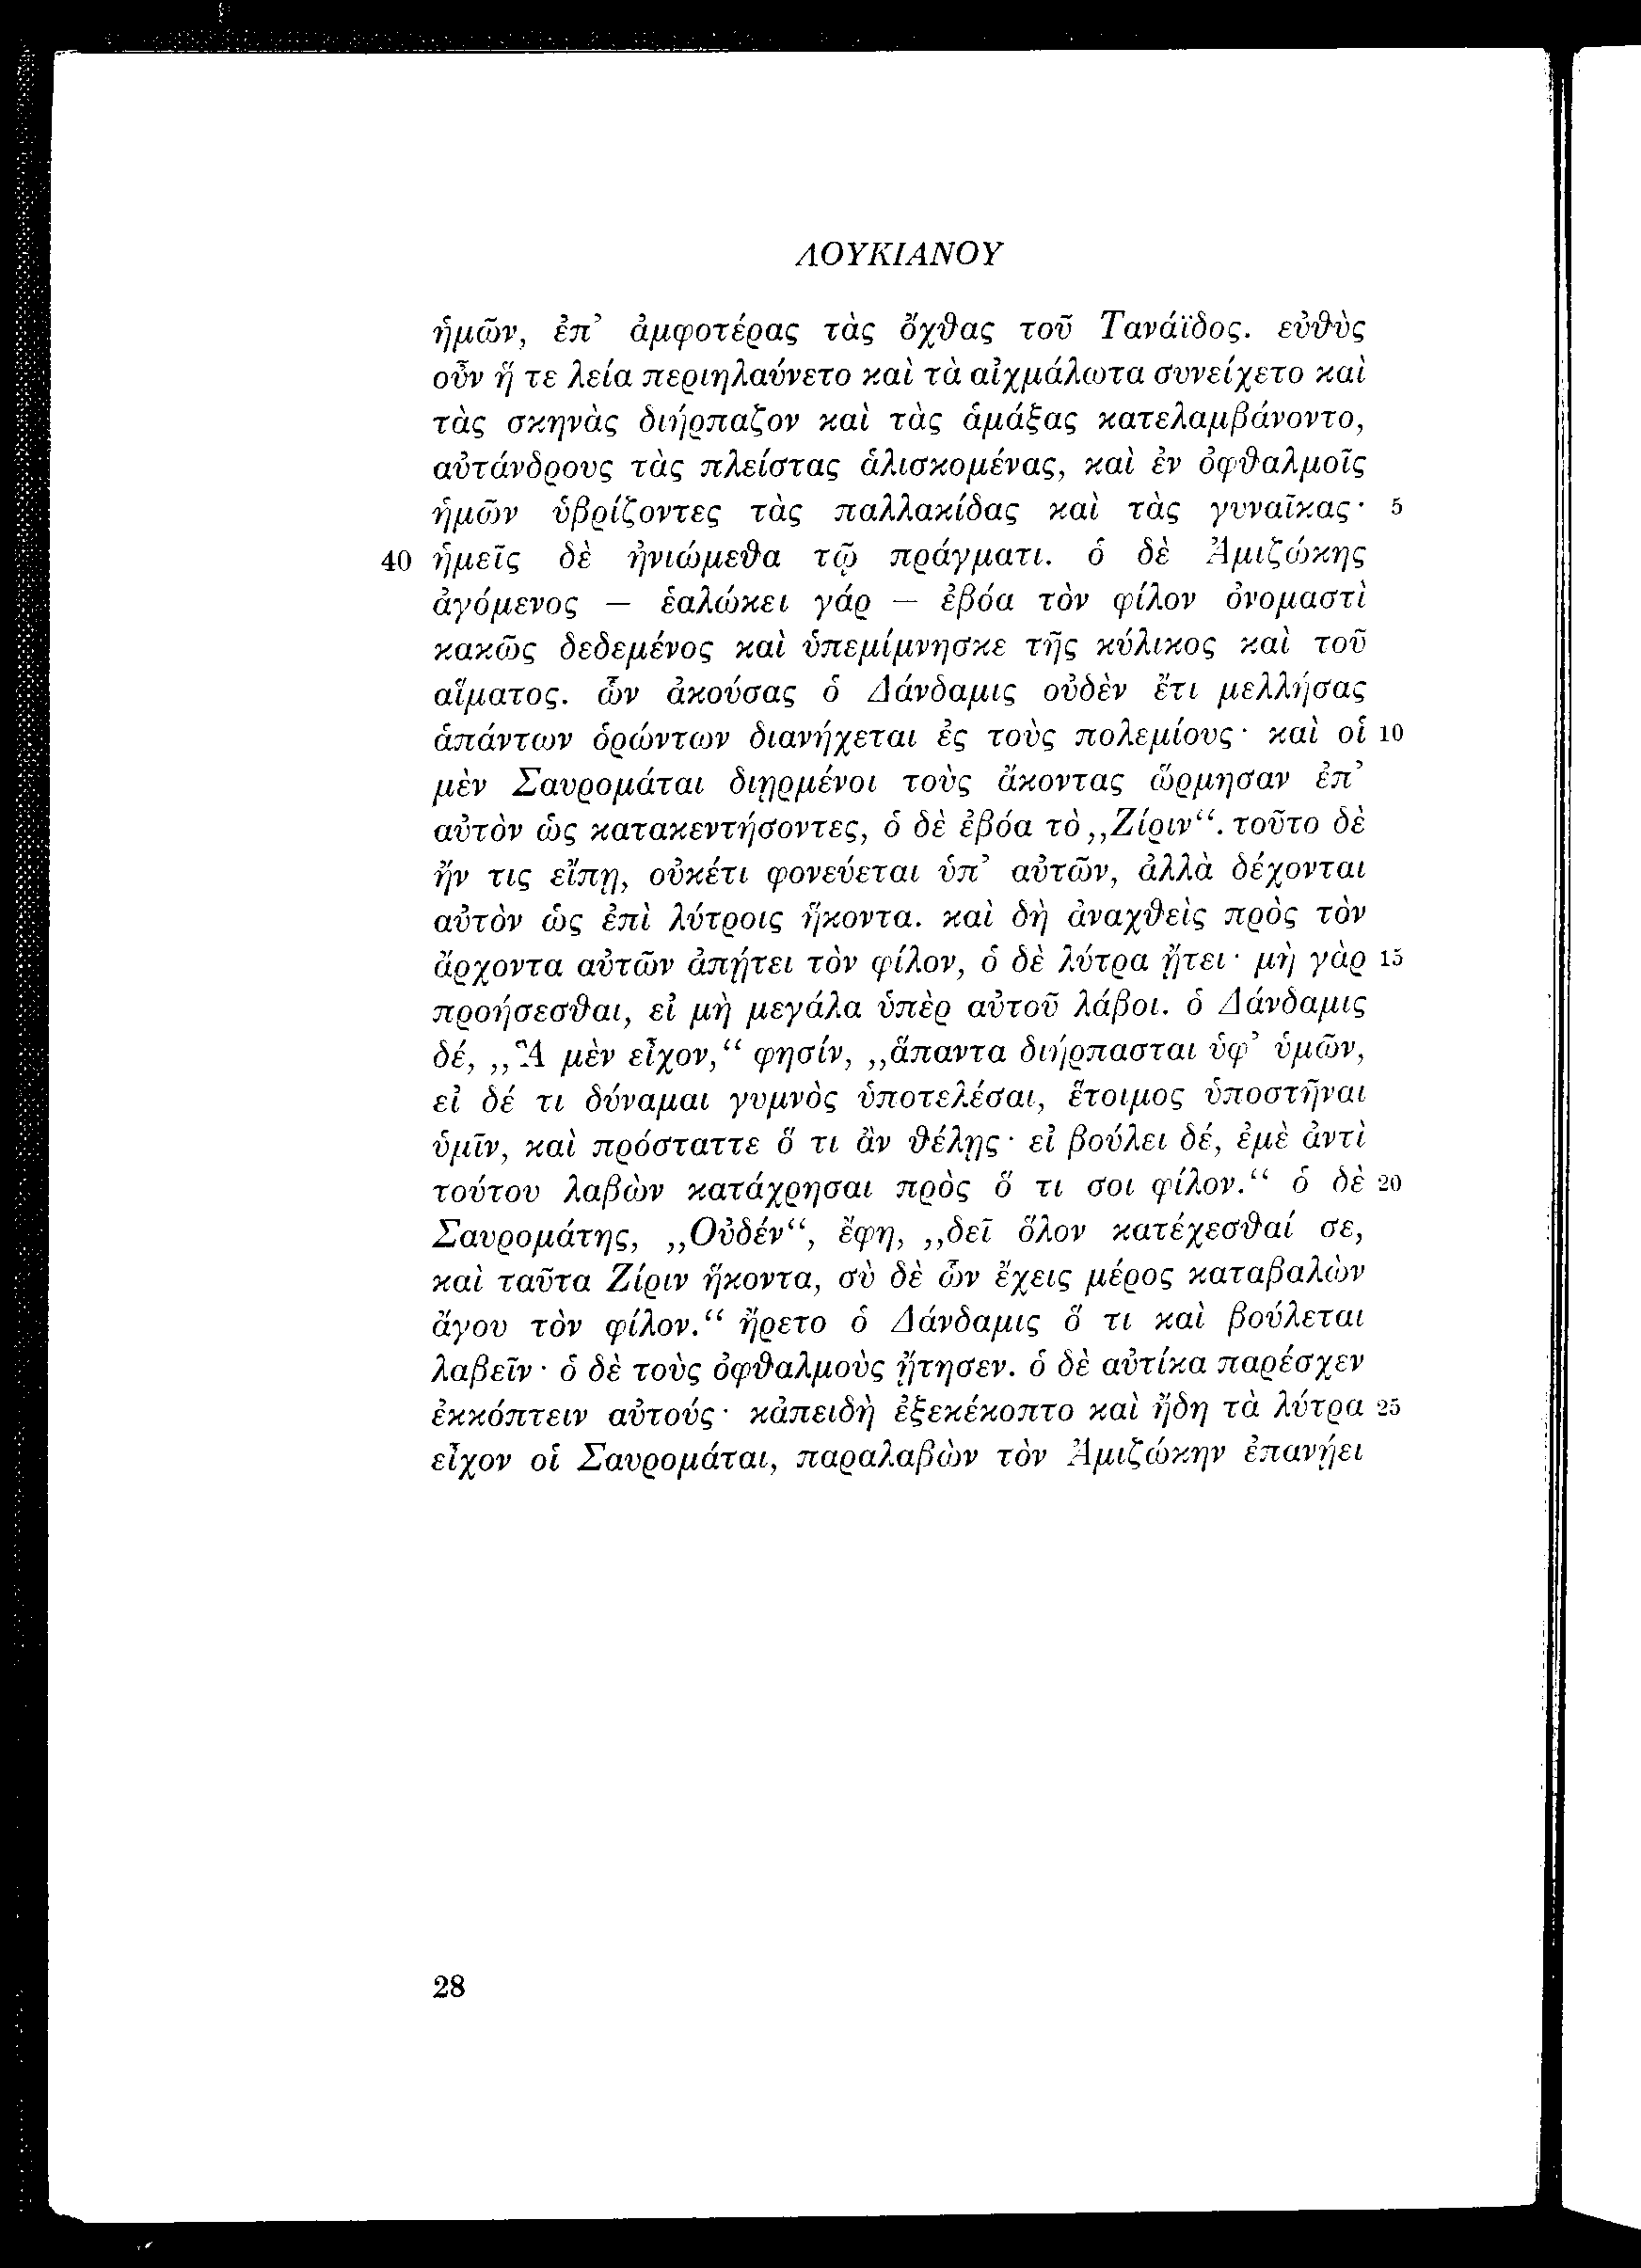 ΛΟΥΚΙΑΝΟΥ
ἡμῶν, ἐπ’ ἀμφοτέρας τὰς ὄχθας τοῦ Τανάϊδος. εὐθὺς
οὖν ἥ τε λεία περιηλαύνετο καὶ τὰ αἰχμάλωτα συνείχετο καὶ
τὰς σκηνὰς διήρπαζον καὶ τὰς ἁμάξας κατελαμβάνοντο,
αὐτάνδρους τὰς πλείστας ἁλισκομένας, καὶ ἐν ὀφθαλμοῖς
ἡμῶν ὑβρίζοντες τὰς παλλακίδας καὶ τὰς γυναῖκας· 5
40 ἡμεῖς δὲ ἠνιώμεθα τῷ πράγματι. ὁ δὲ Ἀμιζώκης
ἀγόμενος — ἑαλώκει γάρ — ἐβόα τὸν φίλον ὀνομαστὶ
κακῶς δεδεμένος καὶ ὑπεμίμνησκε τῆς κύλικος καὶ τοῦ
αἵματος. ὧν ἀκούσας ὁ Δάνδαμις οὐδὲν ἔτι μελλήσας
ἁπάντων ὁρώντων διανήχεται ἐς τοὺς πολεμίους· καὶ οἱ 10
μὲν Σαυρομάται διῃρμένοι τοὺς ἄκοντας ὥρμησαν ἐπ’
αὐτὸν ὡς κατακεντήσοντες, ὁ δὲ ἐβόα τὸ „Ζίριν“. τοῦτο δὲ
ἤν τις εἴπῃ, οὐκέτι φονεύεται ὑπ’ αὐτῶν, ἀλλὰ δέχονται
αὐτὸν ὡς ἐπὶ λύτροις ἥκοντα. καὶ δὴ ἀναχθεὶς πρὸς τὸν
ἄρχοντα αὐτῶν ἀπῄτει τὸν φίλον, ὁ δὲ λύτρα ᾔτει· μὴ γὰρ 15
προήσεσθαι, εἰ μὴ μεγάλα ὑπὲρ αὐτοῦ λάβοι. ὁ Δάνδαμις
δέ, „Ἃ μὲν εἶχον,“ φησίν, „ἅπαντα διήρπασται ὑφ’ ὑμῶν,
εἰ δέ τι δύναμαι γυμνὸς ὑποτελέσαι, ἕτοιμος ὑποστῆναι
ὑμῖν, καὶ πρόσταττε ὅ τι ἂν θέλῃς· εἰ βούλει δέ, ἐμὲ ἀντὶ
τούτου λαβὼν κατάχρησαι πρὸς ὅ τι σοι φίλον.“ ὁ δὲ 20
Σαυρομάτης, „Οὐδέν“, ἔφη, „δεῖ ὅλον κατέχεσθαί σε,
καὶ ταῦτα Ζίριν ἥκοντα, σὺ δὲ ὧν ἔχεις μέρος καταβαλὼν
ἄγου τὸν φίλον.“ ἤρετο ὁ Δάνδαμις ὅ τι καὶ βούλεται
λαβεῖν· ὁ δὲ τοὺς ὀφθαλμοὺς ᾔτησεν. ὁ δὲ αὐτίκα παρέσχεν
ἐκκόπτειν αὐτούς· κἀπειδὴ ἐξεκέκοπτο καὶ ἤδη τὰ λύτρα 25
εἶχον οἱ Σαυρομάται, παραλαβὼν τὸν Ἀμιζώκην ἐπανῄει
28